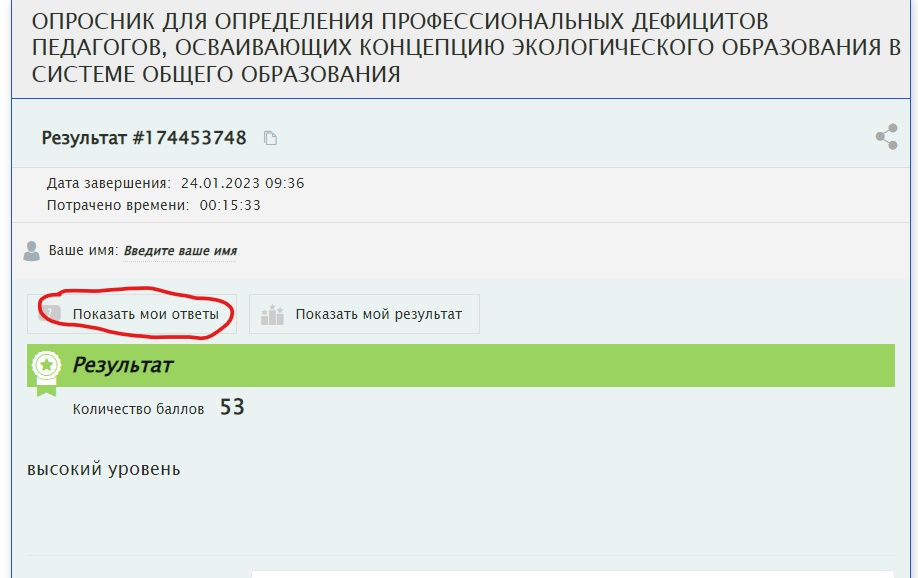 ОПРОСНИК ДЛЯ ОПРЕДЕЛЕНИЯ ПРОФЕССИОНАЛЬНЫХ ДЕФИЦИТОВ
ПЕДАГОГОВ, ОСВАИВАЮЩИХ КОНЦЕПЦИЮ ЭКОЛОГИЧЕСКОГО ОБРАЗОВАНИЯ В
СИСТЕМЕ ОБЩЕГО ОБРАЗОВАНИЯ
Результат #174453748
Дата завершения: 24.01.2023 09:36
Потрачено времени: 00:15:33
Ваше имя: Введите ваше имя
Показать мои ответы Показать мой результат
Результат
Количество баллов 53
высокий уровень